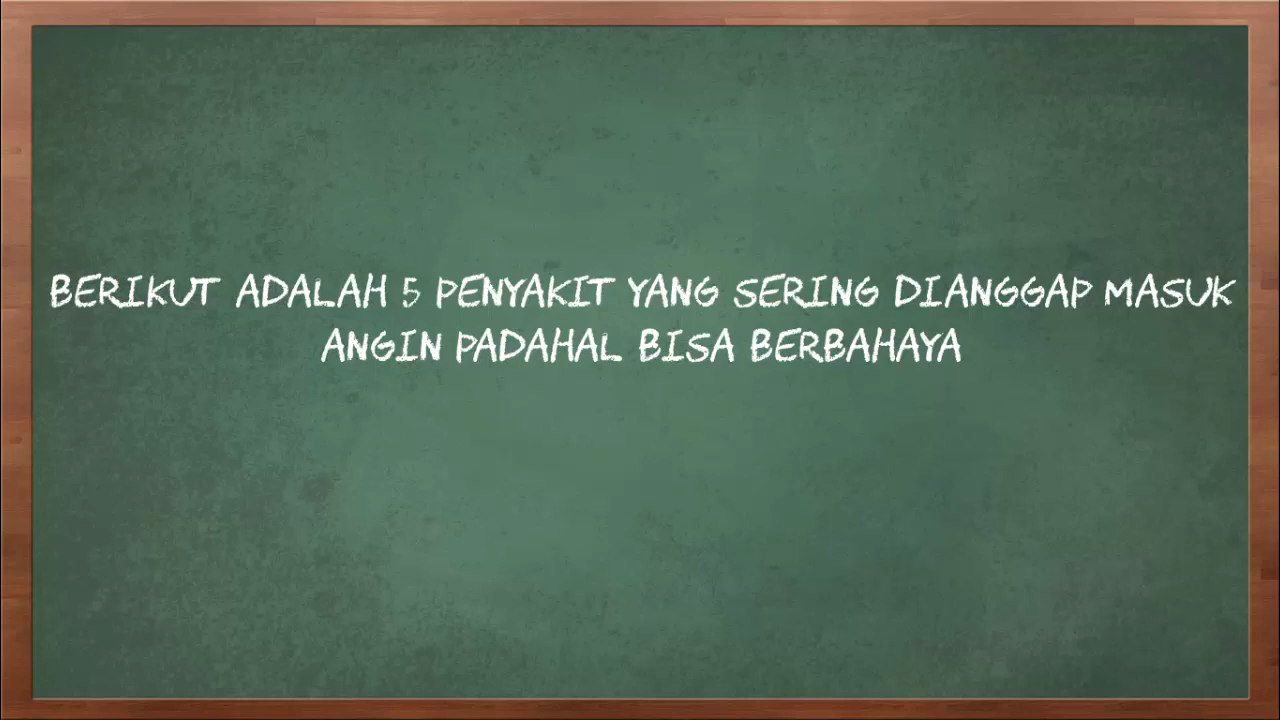 BERIKUT ADALAH 5 PENYAKIT YANG SERING DIANGGAP MASUK
ANGIN PADAHAL BISA BERBAHAYA